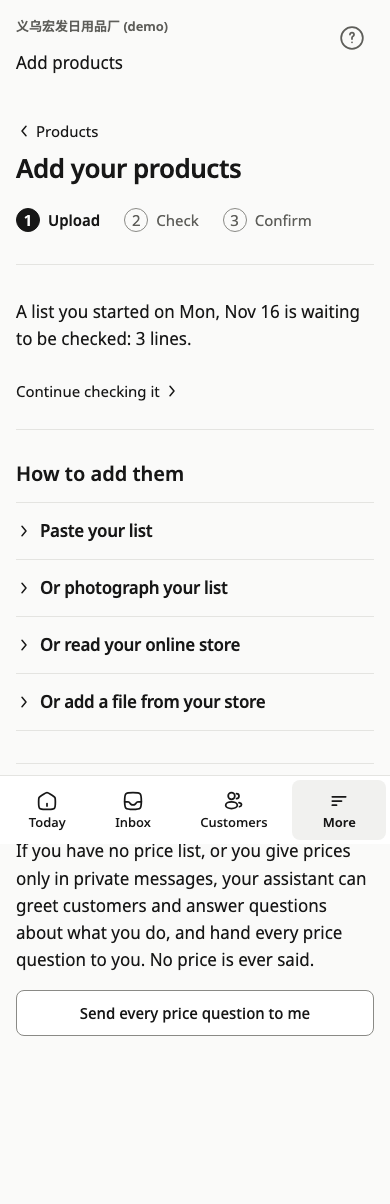 义乌宏发日用品厂 (demo)
Add products
Products
Add your products
1 Upload 2 Check 3 Confirm
A list you started on Mon, Nov 16 is waiting
to be checked: 3 lines.
Continue checking it
How to add them
Paste your list
Or photograph your list
Or read your online store
Or add a file from your store
Today Inbox Customers More
If you have no price list, or you give prices
only in private messages, your assistant can
greet customers and answer questions
about what you do, and hand every price
question to you. No price is ever said.
Send every price question to me